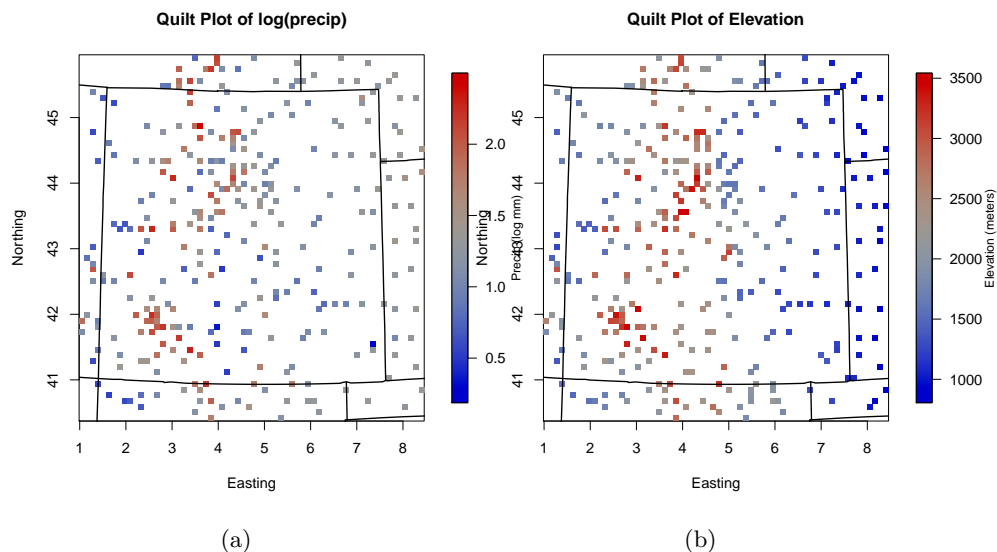 Quilt Plot of log(precip)
45
44
43
42
41
Northing
1 2 3 4 5 6 7 8
Easting
2.0
1.5
1.0
0.5
Precip (log mm)
(a)
Quilt Plot of Elevation
45
44
43
42
41
Northing
1 2 3 4 5 6 7 8
Easting
3500
3000
2500
2000
1500
1000
Elevation (meters)
(b)